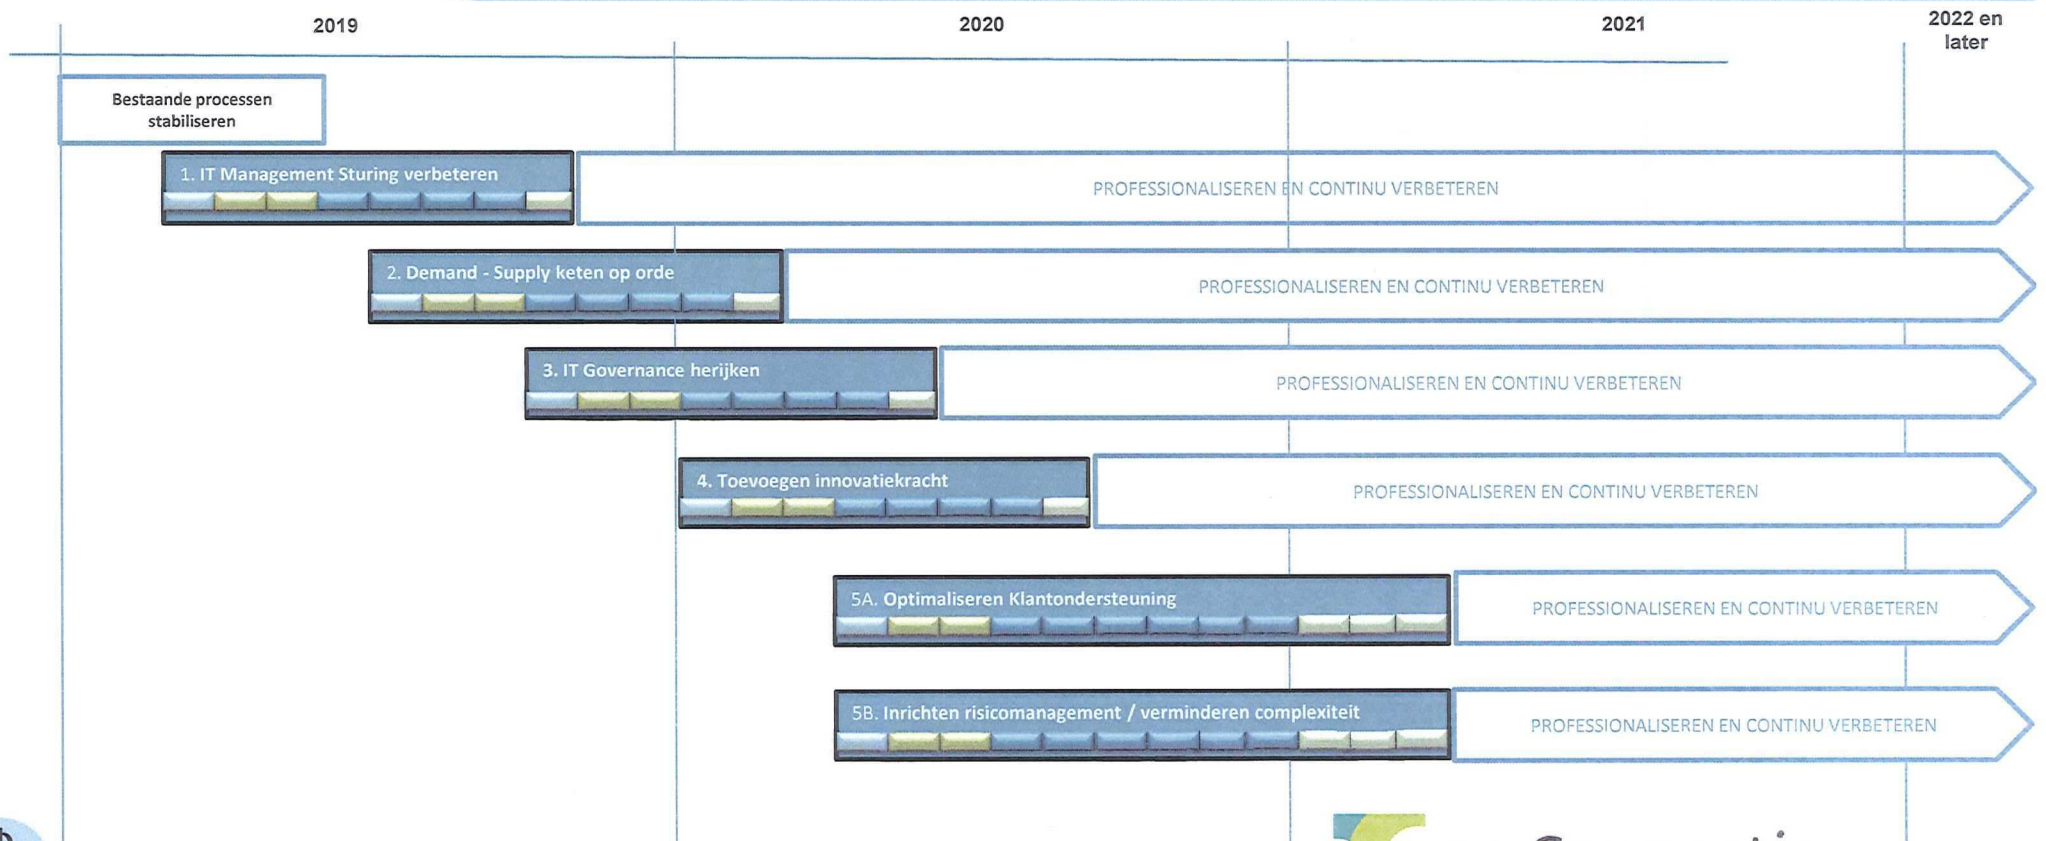 2019
2020
2021
2022 en
later
Bestaande processen
stabiliseren
1. IT Management Sturing verbeteren
PROFESSIONALISEREN EN CONTINU VERBETEREN
2. Demand - Supply keten op orde
PROFESSIONALISEREN EN CONTINU VERBETEREN
3. IT Governance herijken
PROFESSIONALISEREN EN CONTINU VERBETEREN
4. Toevoegen innovatiekracht
PROFESSIONALISEREN EN CONTINU VERBETEREN
5A. Optimaliseren Klantondersteuning
PROFESSIONALISEREN EN CONTINU VERBETEREN
5B. Inrichten risicomanagement / verminderen complexiteit
PROFESSIONALISEREN EN CONTINU VERBETEREN